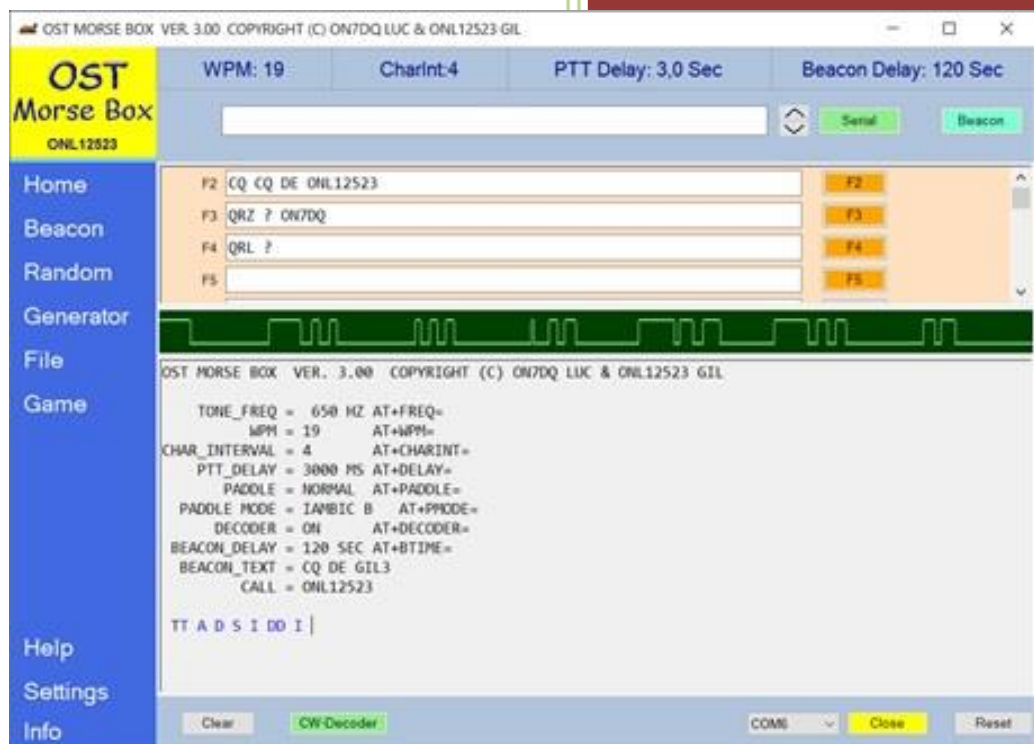 OST MORSE BOX VER. 3.00 COPYRIGHT (C) ON7DQ LUC & ONL12523 GIL
OST
Morse Box
ONL12523
WPM: 19
CharInt:4
PTT Delay: 3,0 Sec
Beacon Delay: 120 Sec
Serial
Beacon
Home
Beacon
Random
Generator
File
Game
Help
Settings
Info
F2 CQ CQ DE ONL12523 F2
F3 QRZ ? ON7DQ F3
F4 QRL ? F4
F5 F5
OST MORSE BOX VER. 3.00 COPYRIGHT (C) ON7DQ LUC & ONL12523 GIL
TONE_FREQ = 650 HZ AT+FREQ=
WPM = 19 AT+WPM=
CHAR_INTERVAL = 4 AT+CHARINT=
PTT_DELAY = 3000 MS AT+DELAY=
PADDLE = NORMAL AT+PADDLE=
PADDLE MODE = IAMBIC B AT+PMODE=
DECODER = ON AT+DECODER=
BEACON_DELAY = 120 SEC AT+BTIME=
BEACON_TEXT = CQ DE GIL3
CALL = ONL12523
TT A D S I DD I
Clear
CW-Decoder
COM6
Close
Reset